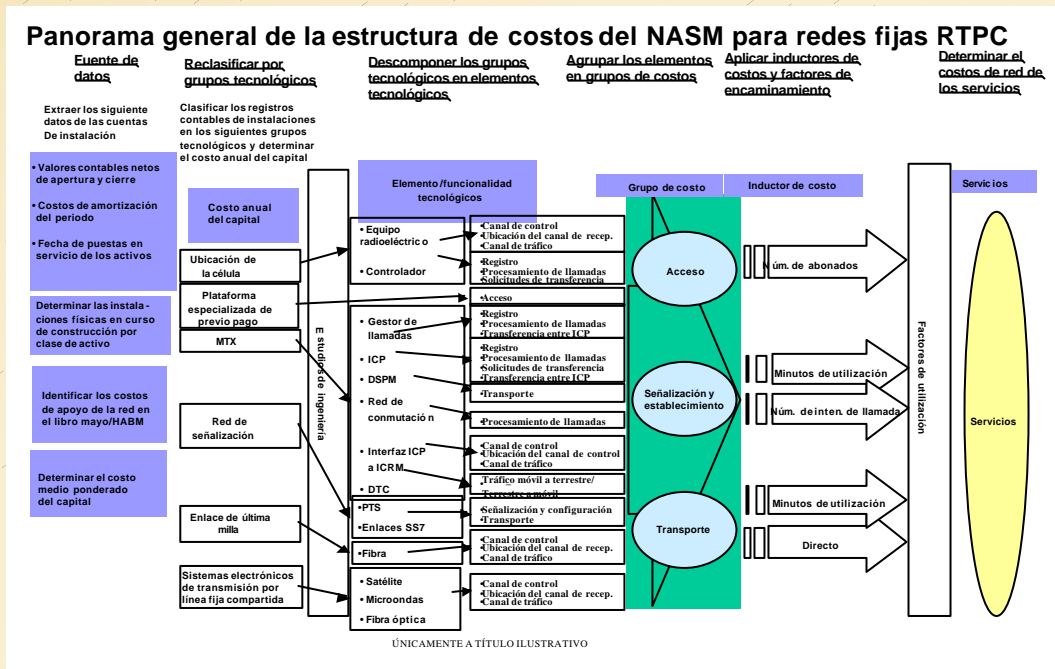 Panorama general de la estructura de costos del NASM para redes fijas RTPC
Fuente de
datos
Reclasificar por
grupos tecnológicos
Descomponer los grupos
tecnológicos en elementos
tecnológicos
Agrupar los elementos
en grupos de costos
Aplicar inductores de
costos y factores de
encaminamiento
Determinar el
costos de red de
los servicios
Extraer los siguiente
datos de las cuentas
De instalación
Clasificar los registros
contables de instalaciones
en los siguientes grupos
tecnológicos y determinar
el costo anual del capital
• Valores contables netos
de apertura y cierre
• Costos de amortización
del periodo
• Fecha de puestas en
servicio de los activos
Determinar las instala -
ciones físicas en curso
de construcción por
clase de activo
Identificar los costos
de apoyo de la red en
el libro mayo/HABM
Determinar el costo
medio ponderado
del capital
Costo anual
del capital
Ubicación de
la célula
Plataforma
especializada de
previo pago
MTX
Red de
señalización
Enlace de última
milla
Sistemas electrónicos
de transmisión por
línea fija compartida
Estudios de ingeniería
Elemento/funcionalidad
tecnológicos
• Equipo
radioeléctrico
• Controlador
• Gestor de
llamadas
• ICP
• DSPM
• Red de
conmutación
• Interfaz ICP
a ICRM
• DTC
•PTS
Enlaces SS7
•Fibra
• Satélite
• Microondas
• Fibra óptica
•Canal de control
•Ubicación del canal de recep.
•Canal de tráfico
•Registro
•Procesamiento de llamadas
•Solicitudes de transferencia
•Acceso
•Registro
•Procesamiento de llamadas
•Transferencia entre ICP
•Registro
•Procesamiento de llamadas
•Solicitudes de transferencia
•Transferencia entre ICP
•Transporte
•Procesamiento de llamadas
•Canal de control
•Ubicación del canal de control
•Canal de tráfico
•Tráfico móvil a terrestre/
Terrestre a móvil
•Señalización y configuración
•Transporte
•Canal de control
•Ubicación del canal de recep.
•Canal de tráfico
•Canal de control
•Ubicación del canal de recep.
•Canal de tráfico
Grupo de costo
Acceso
Señalización y
establecimiento
Transporte
Inductor de costo
Núm. de abonados
Minutos de utilización
Núm. de inten. de llamada
Minutos de utilización
Directo
Factores de utilización
Servicios
Servicios
ÚNICAMENTE A TÍTULO ILUSTRATIVO